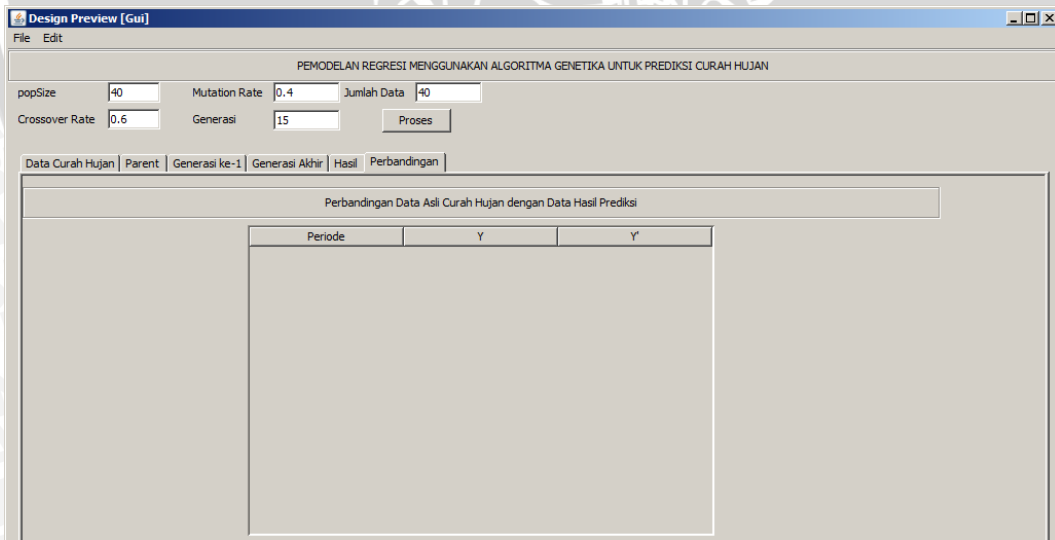 Design Preview [Gui]
File Edit
PEMODELAN REGRESI MENGGUNAKAN ALGORITMA GENETIKA UNTUK PREDIKSI CURAH HUJAN
popSize 40 Mutation Rate 0.4 Jumlah Data 40
Crossover Rate 0.6 Generasi 15 Proses
Data Curah Hujan Parent Generasi ke-1 Generasi Akhir Hasil Perbandingan
Perbandingan Data Asli Curah Hujan dengan Data Hasil Prediksi
Periode Y Y'